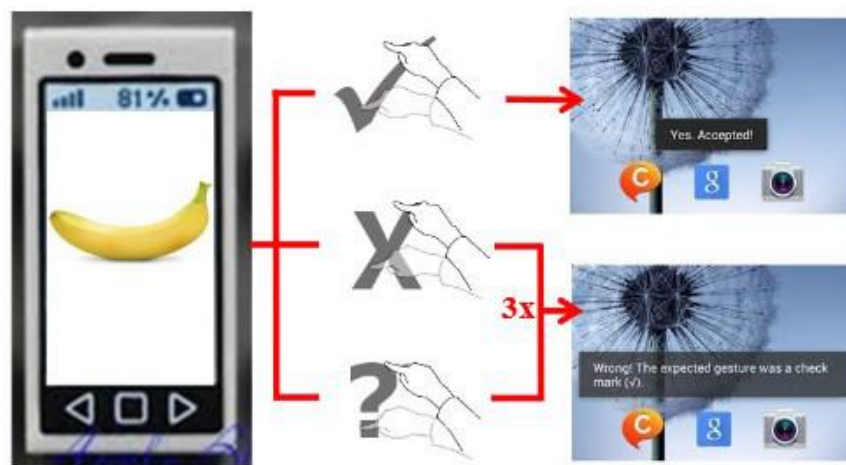 81%
Yes. Accepted!
C
g
X
3x
Wrong! The expected gesture was a check
mark (√).
?
C
g